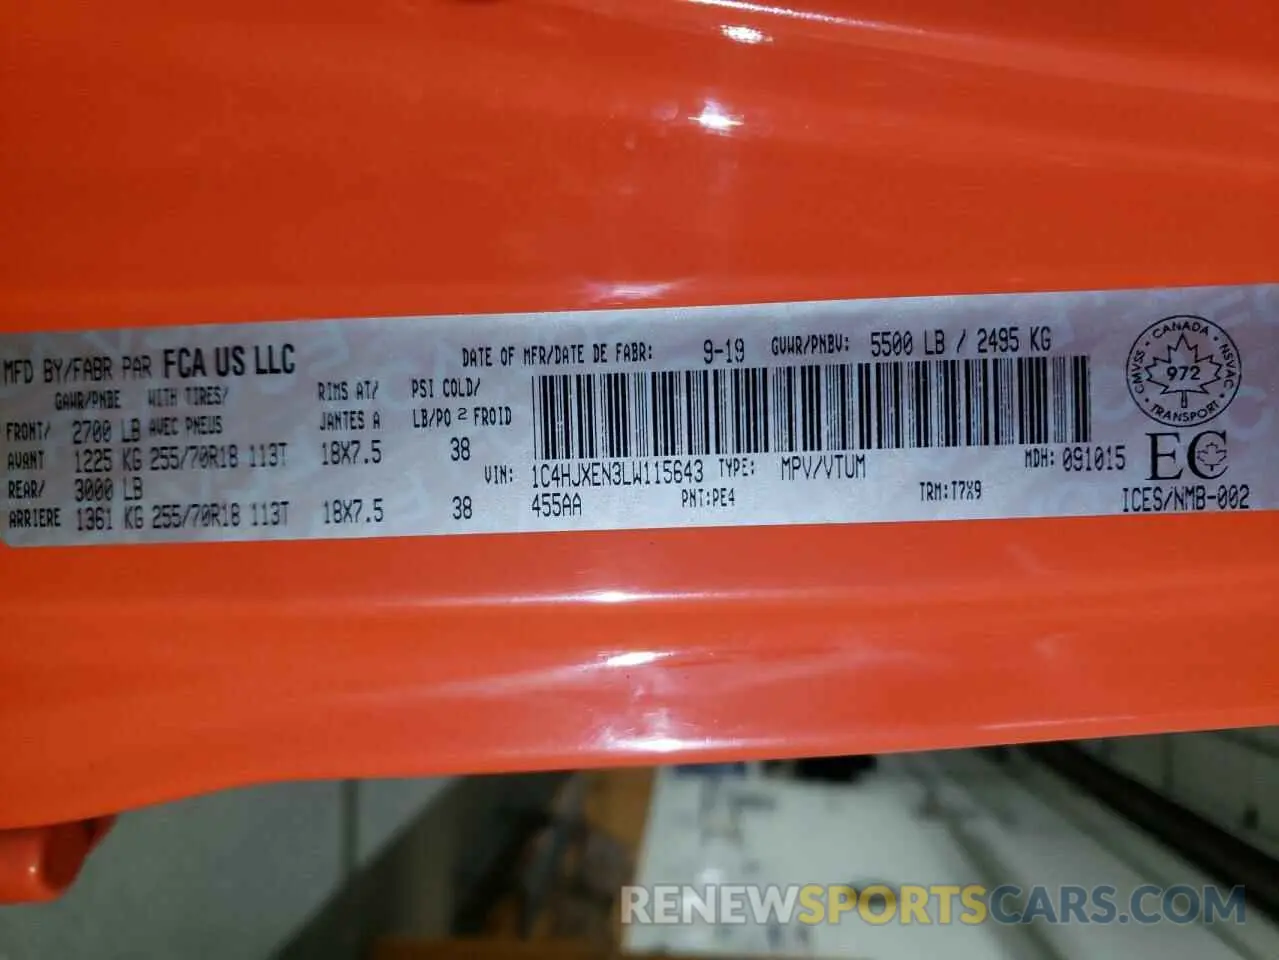 MFD BY/FABR PAR FCA US LLC DATE OF MFR/DATE DE FABR: 9-19 GVWR/PNBV: 5500 LB / 2495 KG
GAWR/PNBE WITH TIRES/ RIMS AT/ PSI COLD/
AVEC PNEUS JANTES A LB/PO 2 FROID
FRONT/ 2700 LB
AVANT 1225 KG 255/70R18 113T 18X7.5 38
REAR/ 3000 LB
ARRIERE 1361 KG 255/70R18 113T 18X7.5 38
VIN: 1C4HJXEN3LW115643 TYPE: MPV/VTUM MDH: 091015
455AA PNT:PE4 TRM:T7X9
CANADA
CMVSS 972 NSVAC
TRANSPORT
EC
ICES/NMB-002
RENEWSPORTSCARS.COM